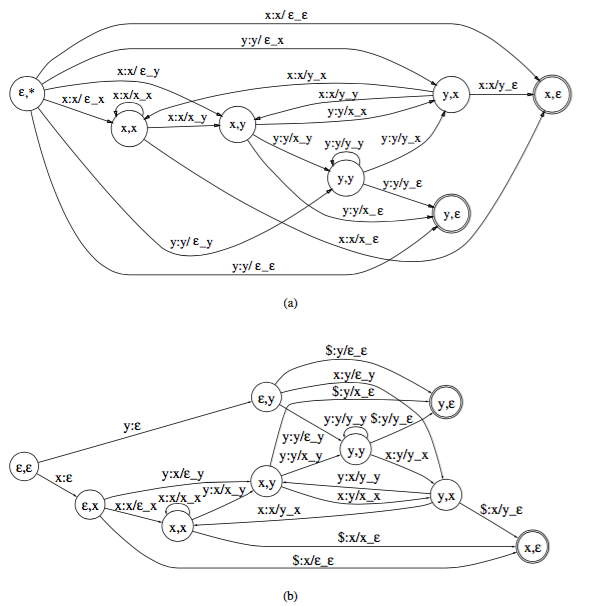 x:x/ ε_ε
y:y/ ε_x
x:x/ ε_y
x:x/y_x
x:x/y_ε
ε,*
x:x/ ε_x
x:x/x_x
x:x/y_y
y,x
x,ε
x:x/x_y
y:y/x_x
x,x
x,y
y:y/x_y
y:y/y_y
y:y/y_x
y,y
y:y/y_ε
y:y/x_ε
y,ε
y:y/ ε_y
x:x/x_ε
y:y/ ε_ε
(a)
$:y/ε_ε
x:y/ε_y
$:y/x_ε
ε,y
y,ε
y:ε
y:y/y_y
$:y/y_ε
y:y/ε_y
y,y
y:y/x_y
x:y/y_x
ε,ε
x:ε
y:x/ε_y
x,y
y:x/y_y
y,x
ε,x
x:x/ε_x
x:x/x_x
y:x/x_y
x:y/x_x
x,x
x:x/y_x
$:x/y_ε
$:x/x_ε
x,ε
$:x/ε_ε
(b)